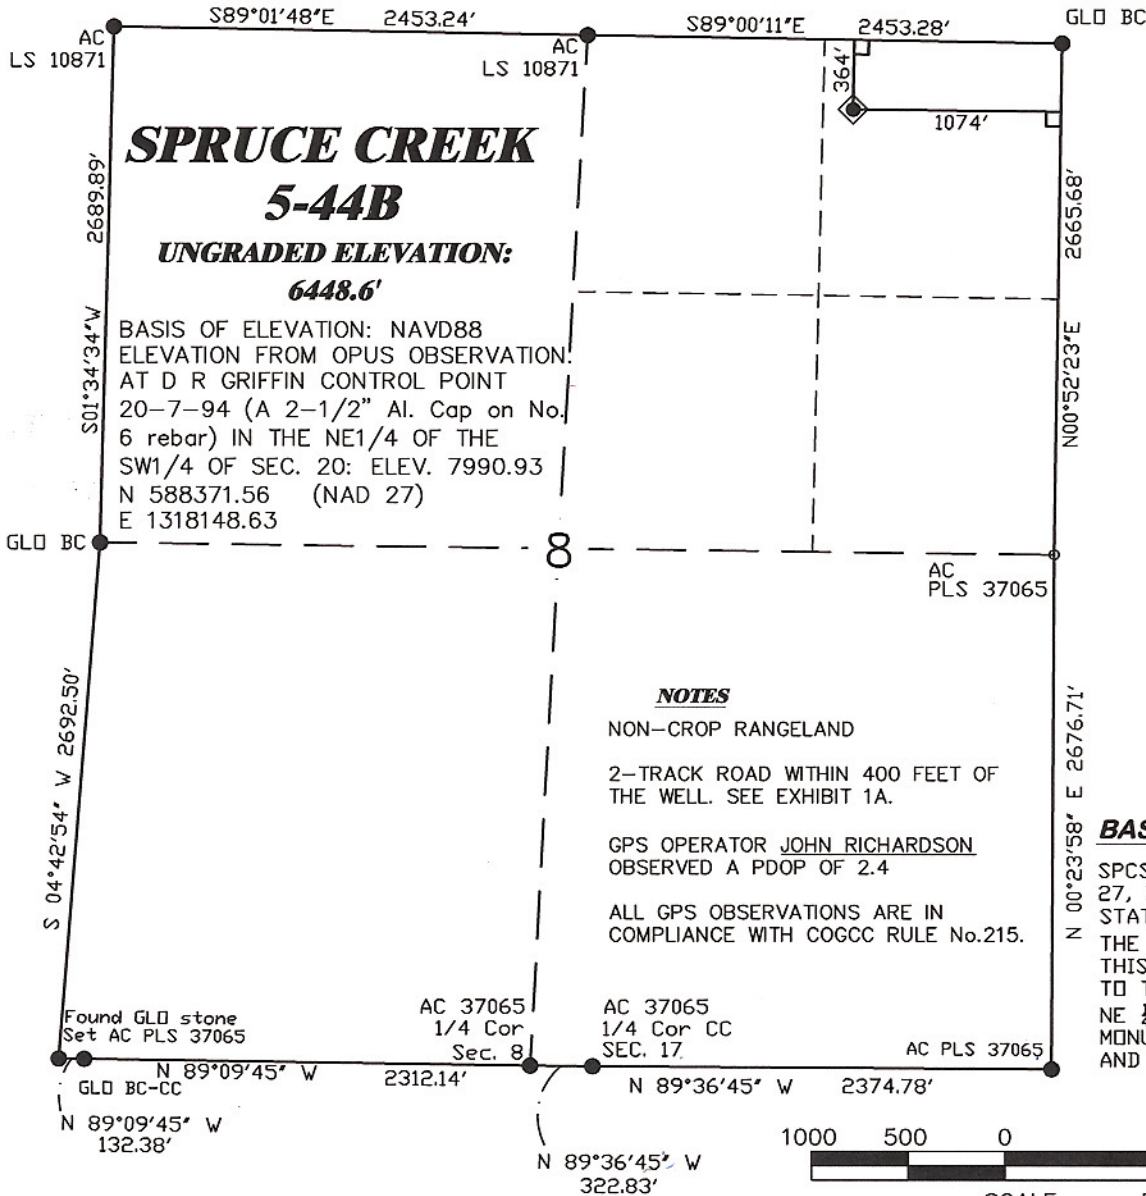 S89°01'48"E 2453.24'
S89°00'11"E 2453.28'
GLO BC
AC
LS 10871
AC
LS 10871
364'
1074'
SPRUCE CREEK
5-44B
UNGRADED ELEVATION:
6448.6'
2689.89'
S01°34'34"W
2665.68'
N00°52'23"E
BASIS OF ELEVATION: NAVD88
ELEVATION FROM OPUS OBSERVATION
AT D R GRIFFIN CONTROL POINT
20-7-94 (A 2-1/2" Al. Cap on No.
6 rebar) IN THE NE1/4 OF THE
SW1/4 OF SEC. 20: ELEV. 7990.93
N 588371.56 (NAD 27)
E 1318148.63
GLO BC
8
AC
PLS 37065
S 04°42'54" W 2692.50'
N 00°23'58" E 2676.71'
NOTES
NON-CROP RANGELAND
2-TRACK ROAD WITHIN 400 FEET OF
THE WELL. SEE EXHIBIT 1A.
GPS OPERATOR JOHN RICHARDSON
OBSERVED A PDOP OF 2.4
ALL GPS OBSERVATIONS ARE IN
COMPLIANCE WITH COGCC RULE No.215.
BAS
SPCS
27,
STAT
THE
THIS
TO T
NE
MONU
AND
Found GLO stone
Set AC PLS 37065
AC 37065
1/4 Cor
Sec. 8
AC 37065
1/4 Cor CC
SEC. 17
AC PLS 37065
GLO BC-CC
N 89°09'45" W 2312.14'
N 89°36'45" W 2374.78'
N 89°09'45" W
132.38'
N 89°36'45" W
322.83'
1000 500 0